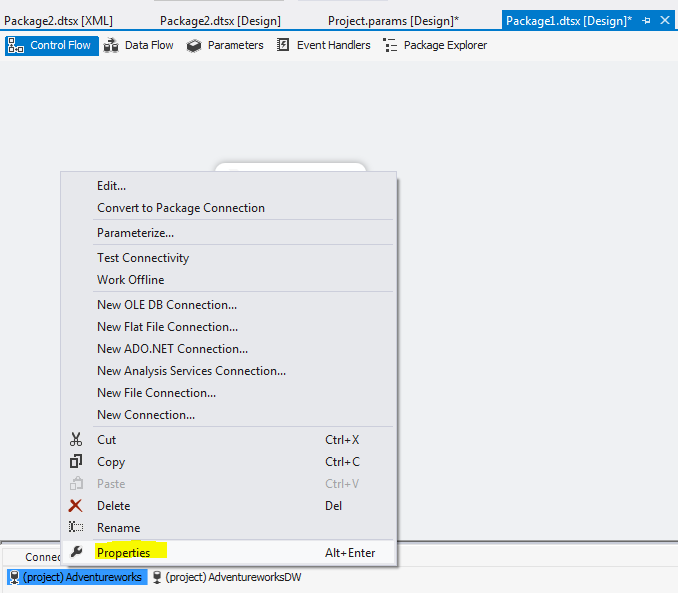 Package2.dtsx [XML] Package2.dtsx [Design] Project.params [Design]* Package1.dtsx [Design]*
Control Flow Data Flow Parameters Event Handlers Package Explorer
Edit...
Convert to Package Connection
Parameterize...
Test Connectivity
Work Offline
New OLE DB Connection...
New Flat File Connection...
New ADO.NET Connection...
New Analysis Services Connection...
New File Connection...
New Connection...
Cut Ctrl+X
Copy Ctrl+C
Paste Ctrl+V
Delete Del
Rename
Properties Alt+Enter
Connec
(project) Adventureworks (project) AdventureworksDW